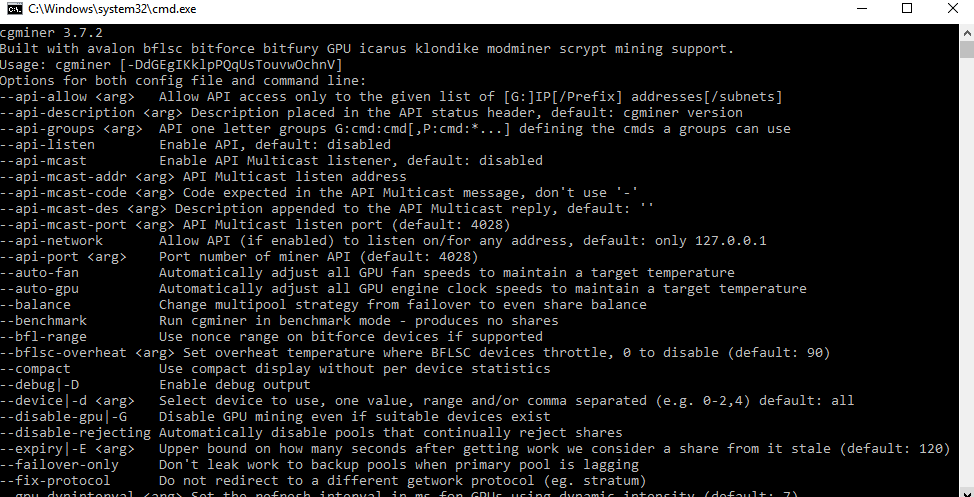 C:\Windows\system32\cmd.exe
cgminer 3.7.2
Built with avalon bflsc bitforce bitfury GPU icarus klondike modminer scrypt mining support.
Usage: cgminer [-DdGEgIKklpPQqUsTouvwOchnV]
Options for both config file and command line:
--api-allow <arg>   Allow API access only to the given list of [G:]IP[/Prefix] addresses[/subnets]
--api-description <arg> Description placed in the API status header, default: cgminer version
--api-groups <arg>  API one letter groups G:cmd:cmd[,P:cmd:*...] defining the cmds a groups can use
--api-listen        Enable API, default: disabled
--api-mcast         Enable API Multicast listener, default: disabled
--api-mcast-addr <arg> API Multicast listen address
--api-mcast-code <arg> Code expected in the API Multicast message, don't use '-'
--api-mcast-des <arg> Description appended to the API Multicast reply, default: ''
--api-mcast-port <arg> API Multicast listen port (default: 4028)
--api-network       Allow API (if enabled) to listen on/for any address, default: only 127.0.0.1
--api-port <arg>    Port number of miner API (default: 4028)
--auto-fan          Automatically adjust all GPU fan speeds to maintain a target temperature
--auto-gpu          Automatically adjust all GPU engine clock speeds to maintain a target temperature
--balance           Change multipool strategy from failover to even share balance
--benchmark         Run cgminer in benchmark mode - produces no shares
--bfl-range         Use nonce range on bitforce devices if supported
--bflsc-overheat <arg> Set overheat temperature where BFLSC devices throttle, 0 to disable (default: 90)
--compact           Use compact display without per device statistics
--debug|-D          Enable debug output
--device|-d <arg>   Select device to use, one value, range and/or comma separated (e.g. 0-2,4) default: all
--disable-gpu|-G    Disable GPU mining even if suitable devices exist
--disable-rejecting Automatically disable pools that continually reject shares
--expiry|-E <arg>   Upper bound on how many seconds after getting work we consider a share from it stale (default: 120)
--failover-only     Don't leak work to backup pools when primary pool is lagging
--fix-protocol      Do not redirect to a different getwork protocol (eg. stratum)
--gpu-dyninterval <arg> Set the refresh interval in ms for GPUs using dynamic intensity (default: 7)